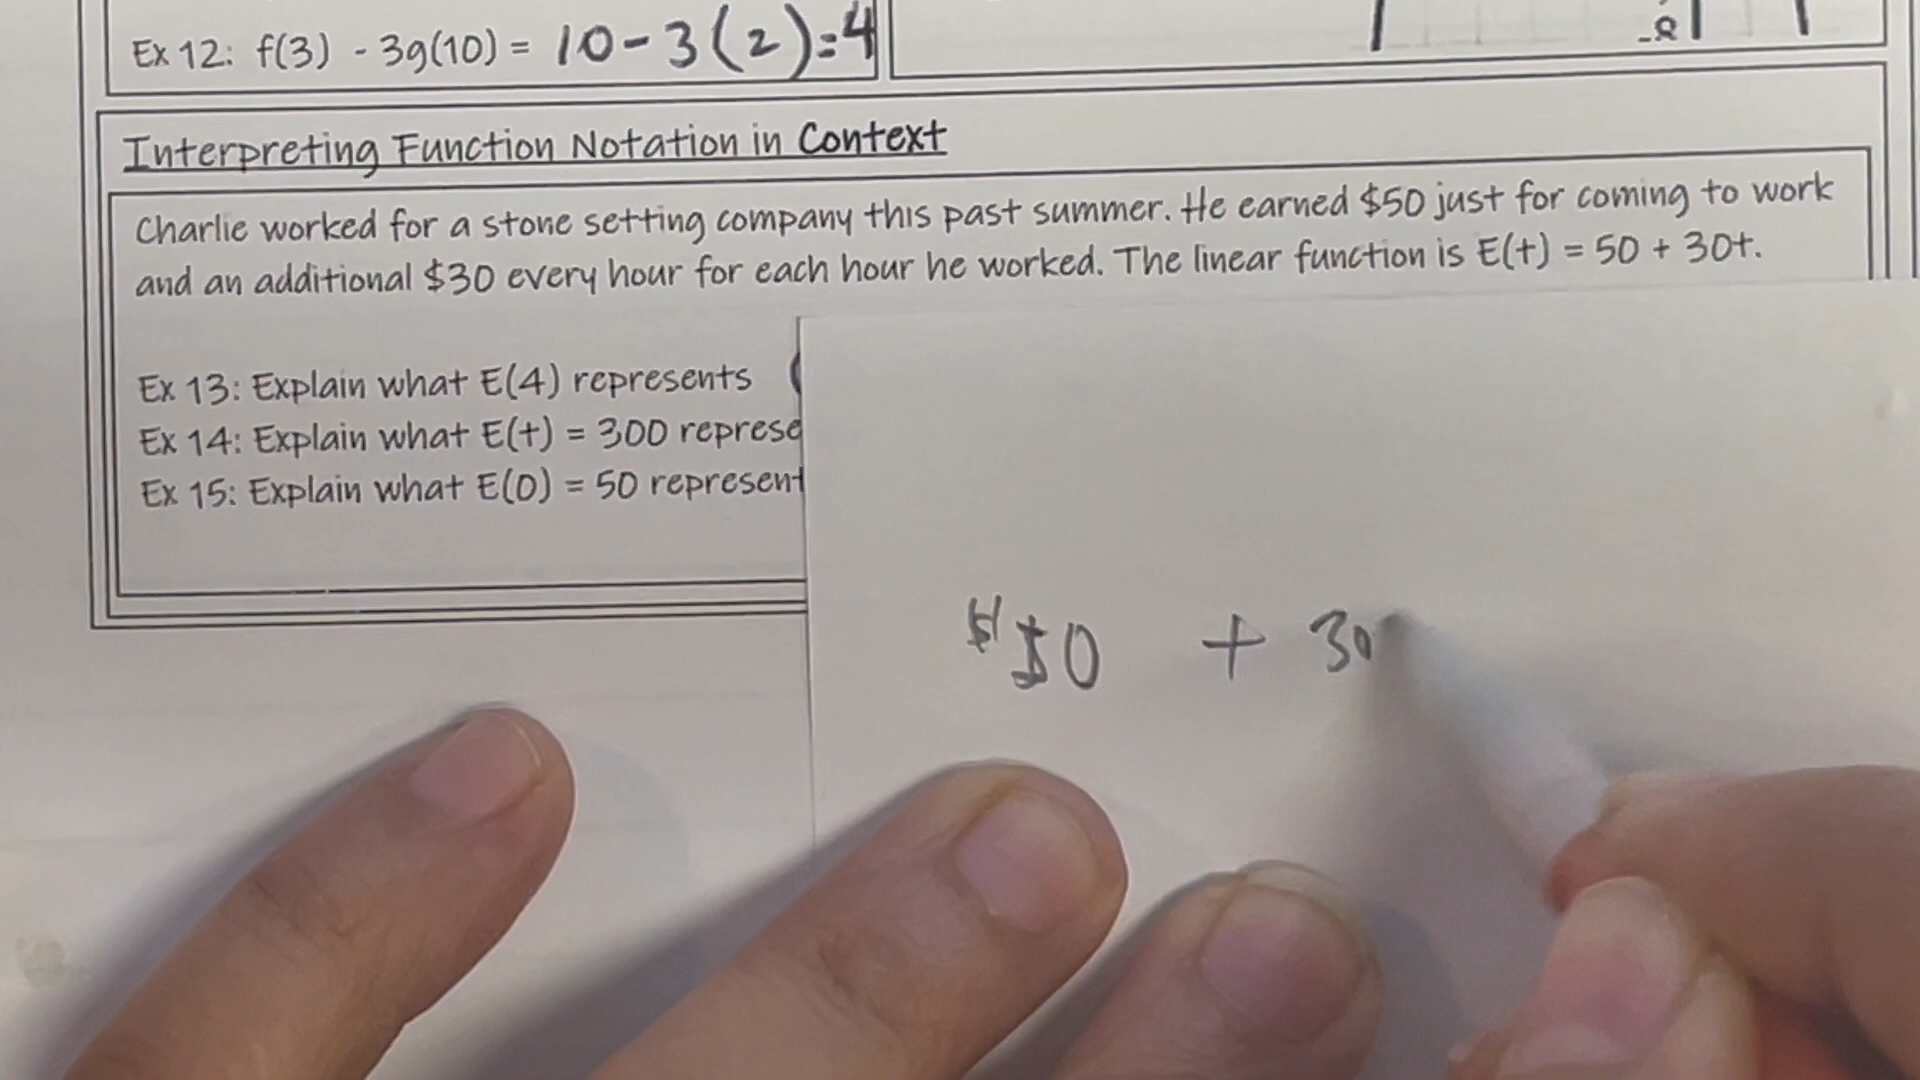 Ex 12: f(3) - 3g(10) = 10-3(2)=4
-8
Interpreting Function Notation in Context
Charlie worked for a stone setting company this past summer. He earned $50 just for coming to work
and an additional $30 every hour for each hour he worked. The linear function is E(t) = 50 + 30t.
Ex 13: Explain what E(4) represents (
Ex 14: Explain what E(t) = 300 represe
Ex 15: Explain what E(0) = 50 represent
$50 + 30